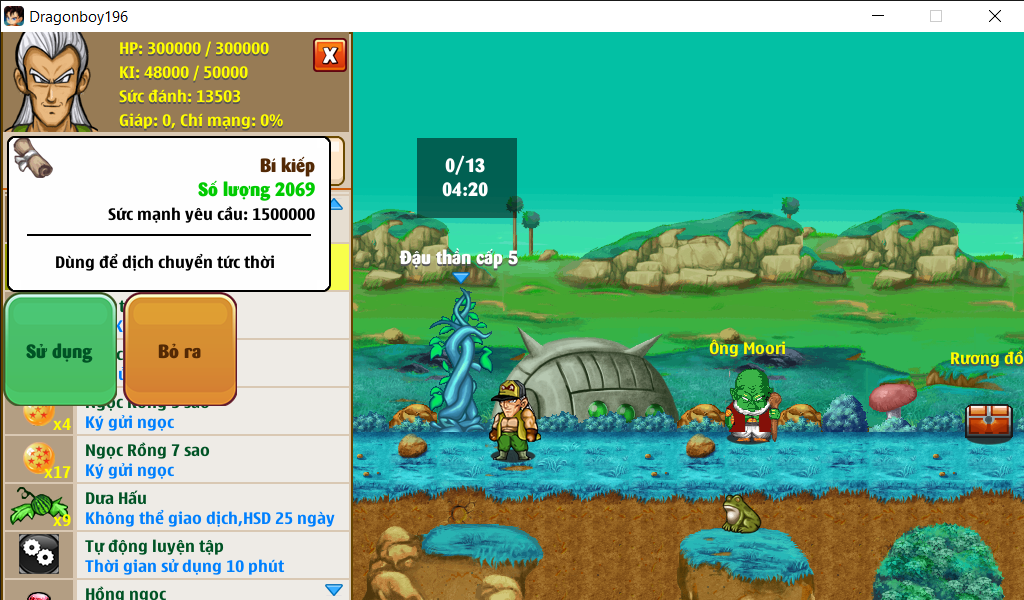 Dragonboy196
HP: 300000 / 300000
KI: 48000 / 50000
Sức đánh: 13503
Giáp: 0, Chí mạng: 0%
X
Bí kiếp
Số lượng 2069
Sức mạnh yêu cầu: 1500000
Dùng để dịch chuyển tức thời
Sử dụng
Bỏ ra
x4
Ký gửi ngọc
Ngọc Rồng 7 sao
x17
Ký gửi ngọc
Dưa Hấu
x9
Không thể giao dịch,HSD 25 ngày
Tự động luyện tập
Thời gian sử dụng 10 phút
Hồng ngọc
0/13
04:20
Đậu thần cấp 5
Ông Moori
Rương đồ